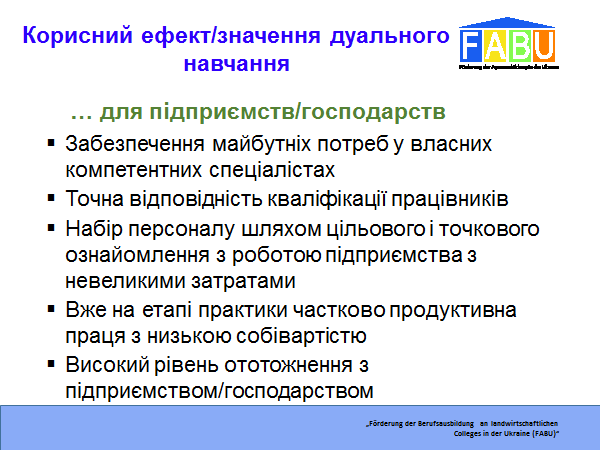 Корисний ефект/значення дуального
навчання
FABU
… для підприємств/господарств
▪ Забезпечення майбутніх потреб у власних
компетентних спеціалістах
▪ Точна відповідність кваліфікації працівників
▪ Набір персоналу шляхом цільового і точкового
ознайомлення з роботою підприємства з
невеликими затратами
▪ Вже на етапі практики частково продуктивна
праця з низькою собівартістю
▪ Високий рівень ототожнення з
підприємством/господарством
„Förderung der Berufsausbildung an landwirtschaftlichen
Colleges in der Ukraine (FABU)“